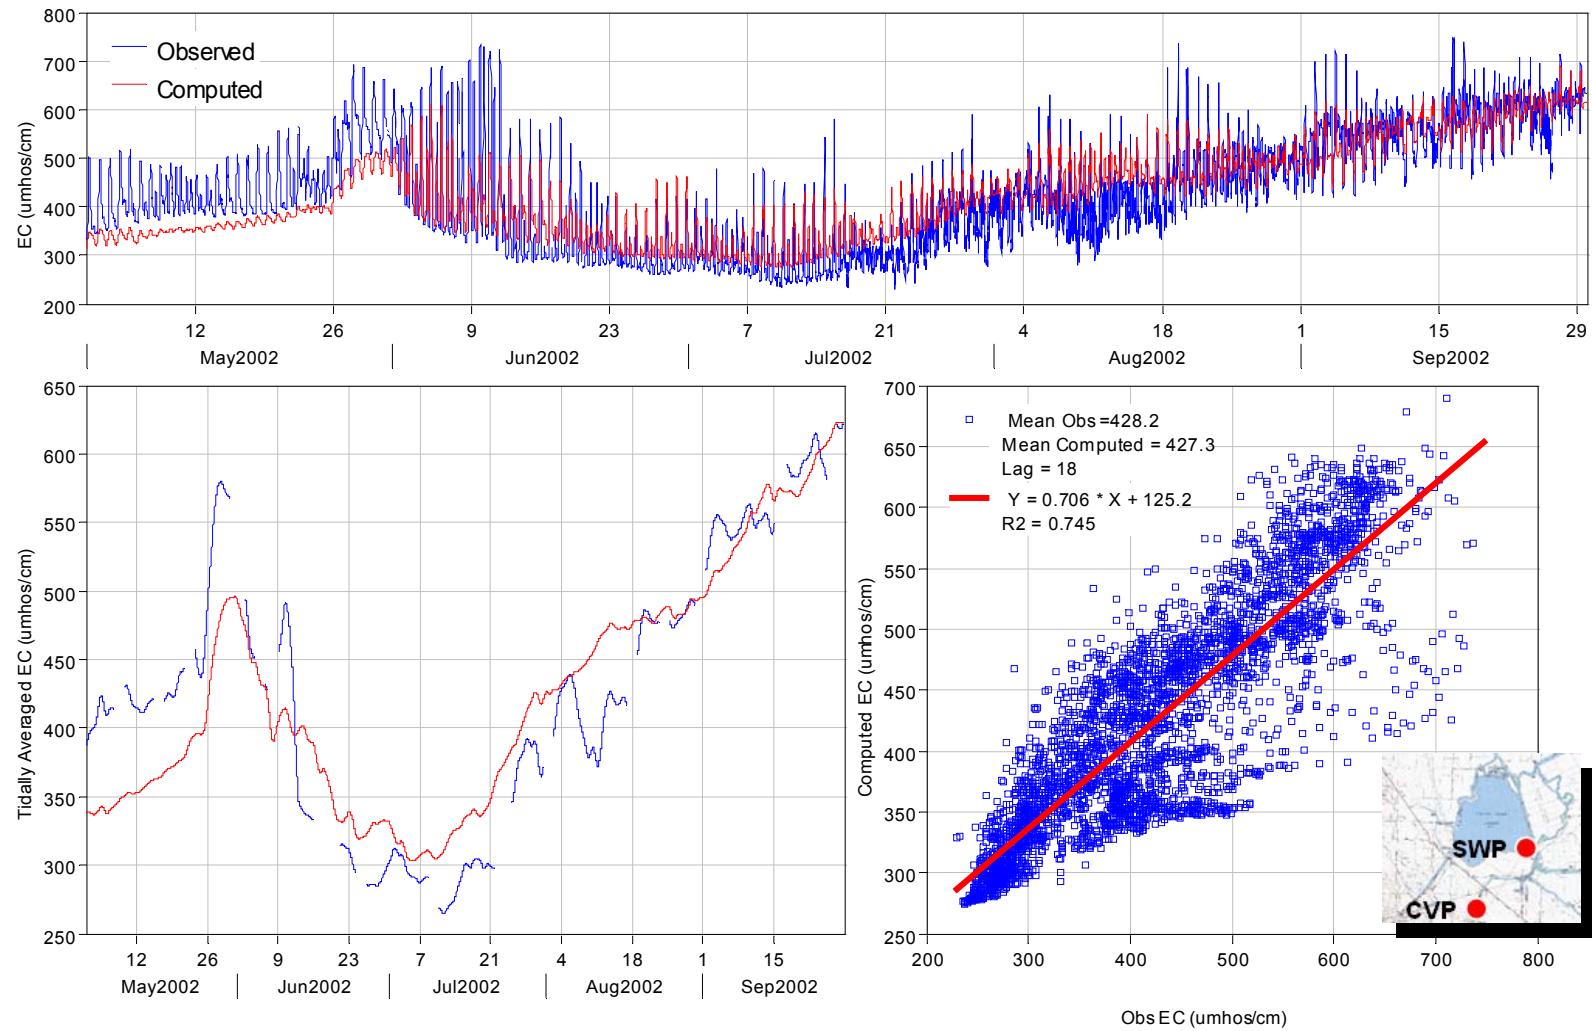 800
700
600
500
400
300
200
EC (umhos/cm)
Observed
Computed
12 26 9 23 7 21 4 18 1 15 29
May2002 Jun2002 Jul2002 Aug2002 Sep2002
650
600
550
500
450
400
350
300
250
Tidally Averaged EC (umhos/cm)
12 26 9 23 7 21 4 18 1 15
May2002 Jun2002 Jul2002 Aug2002 Sep2002
700
650
600
550
500
450
400
350
300
250
Computed EC (umhos/cm)
Mean Obs=428.2
Mean Computed = 427.3
Lag = 18
Y = 0.706 * X + 125.2
R2 = 0.745
SWP
CVP
200 300 400 500 600 700 800
Obs EC (umhos/cm)